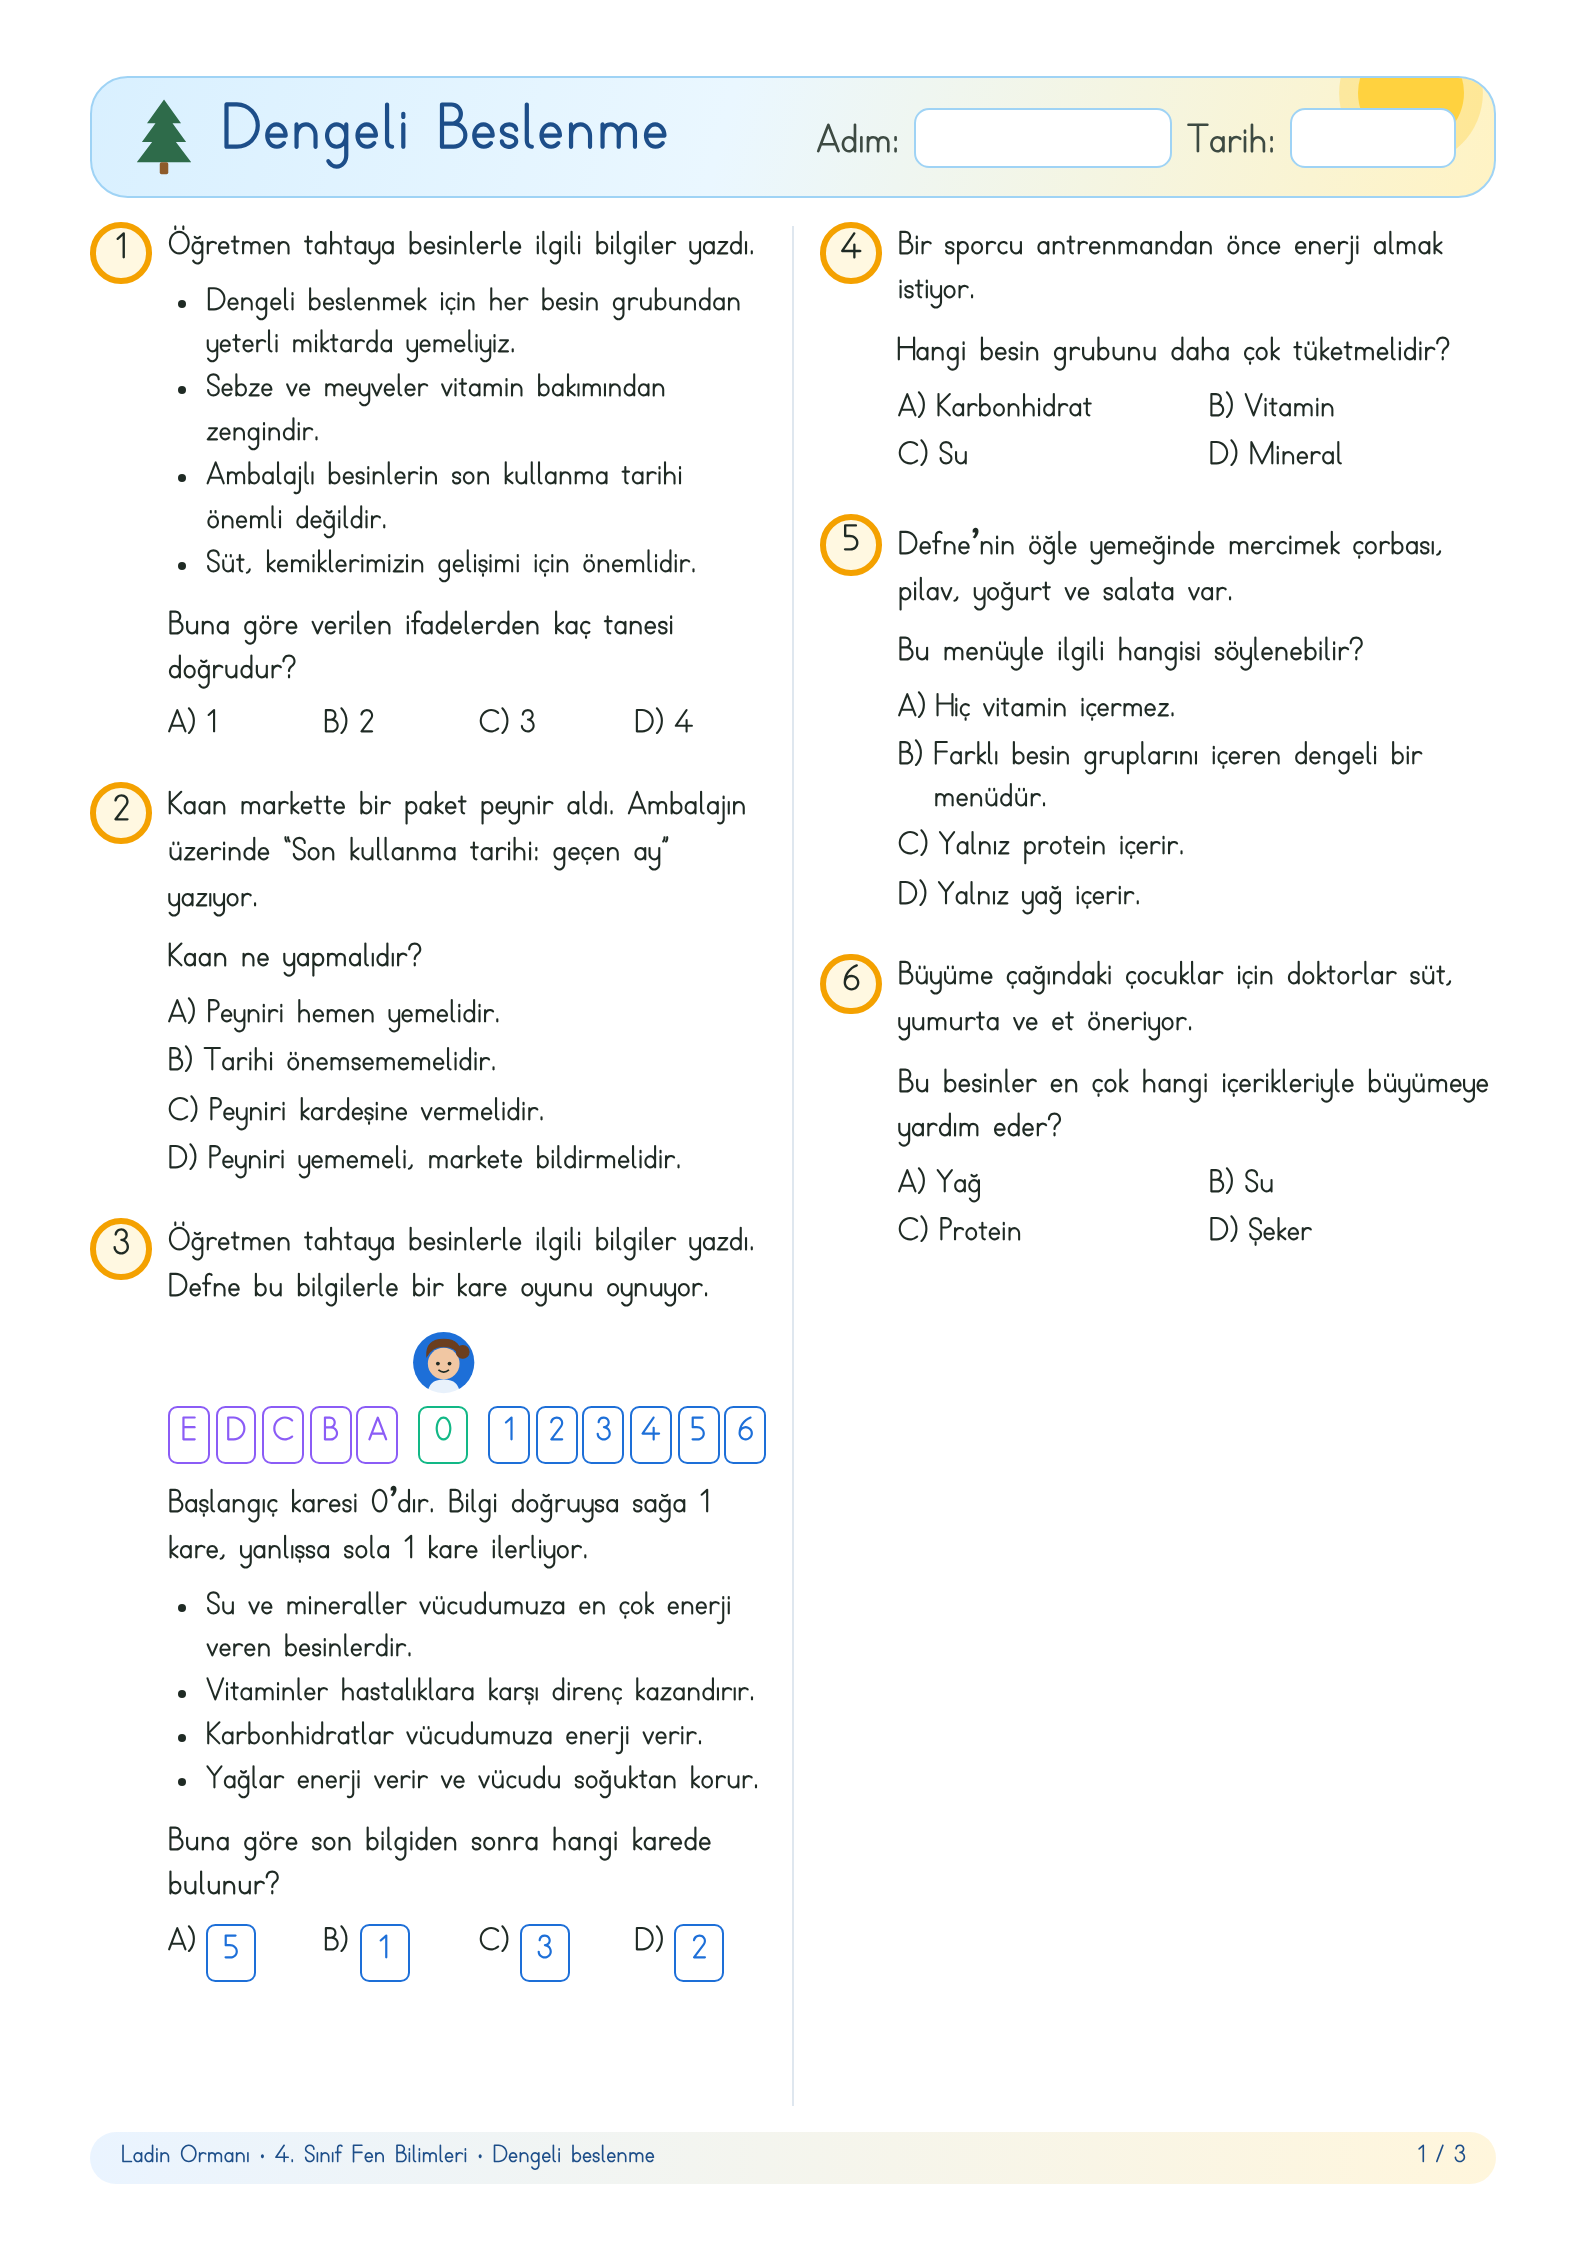 Dengeli Beslenme
Adım:
Tarih:
1
Öğretmen tahtaya besinlerle ilgili bilgiler yazdı.
• Dengeli beslenmek için her besin grubundan
yeterli miktarda yemeliyiz.
• Sebze ve meyveler vitamin bakımından
zengindir.
• Ambalajlı besinlerin son kullanma tarihi
önemli değildir.
• Süt, kemiklerimizin gelişimi için önemlidir.
Buna göre verilen ifadelerden kaç tanesi
doğrudur?
A) 1 B) 2 C) 3 D) 4
2
Kaan markette bir paket peynir aldı. Ambalajın
üzerinde “Son kullanma tarihi: geçen ay”
yazıyor.
Kaan ne yapmalıdır?
A) Peyniri hemen yemelidir.
B) Tarihi önemsememelidir.
C) Peyniri kardeşine vermelidir.
D) Peyniri yememeli, markete bildirmelidir.
3
Öğretmen tahtaya besinlerle ilgili bilgiler yazdı.
Defne bu bilgilerle bir kare oyunu oynuyor.
E D C B A 0 1 2 3 4 5 6
Başlangıç karesi 0’dır. Bilgi doğruysa sağa 1
kare, yanlışsa sola 1 kare ilerliyor.
• Su ve mineraller vücudumuza en çok enerji
veren besinlerdir.
• Vitaminler hastalıklara karşı direnç kazandırır.
• Karbonhidratlar vücudumuza enerji verir.
• Yağlar enerji verir ve vücudu soğuktan korur.
Buna göre son bilgiden sonra hangi karede
bulunur?
A) 5 B) 1 C) 3 D) 2
4
Bir sporcu antrenmandan önce enerji almak
istiyor.
Hangi besin grubunu daha çok tüketmelidir?
A) Karbonhidrat B) Vitamin
C) Su D) Mineral
5
Defne’nin öğle yemeğinde mercimek çorbası,
pilav, yoğurt ve salata var.
Bu menüyle ilgili hangisi söylenebilir?
A) Hiç vitamin içermez.
B) Farklı besin gruplarını içeren dengeli bir
menüdür.
C) Yalnız protein içerir.
D) Yalnız yağ içerir.
6
Büyüme çağındaki çocuklar için doktorlar süt,
yumurta ve et öneriyor.
Bu besinler en çok hangi içerikleriyle büyümeye
yardım eder?
A) Yağ B) Su
C) Protein D) Şeker
Ladin Ormanı • 4. Sınıf Fen Bilimleri • Dengeli beslenme
1 / 3